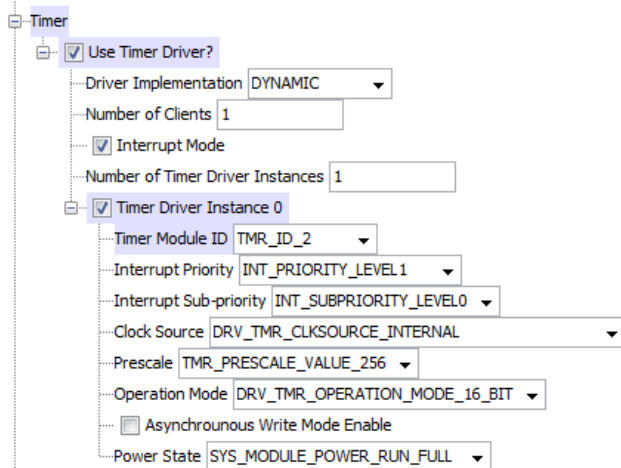 Timer
Use Timer Driver?
Driver Implementation DYNAMIC
Number of Clients 1
Interrupt Mode
Number of Timer Driver Instances 1
Timer Driver Instance 0
Timer Module ID TMR_ID_2
Interrupt Priority INT_PRIORITY_LEVEL1
Interrupt Sub-priority INT_SUBPRIORITY_LEVEL0
Clock Source DRV_TMR_CLKSOURCE_INTERNAL
Prescale TMR_PRESCALE_VALUE_256
Operation Mode DRV_TMR_OPERATION_MODE_16_BIT
Asynchrounous Write Mode Enable
Power State SYS_MODULE_POWER_RUN_FULL